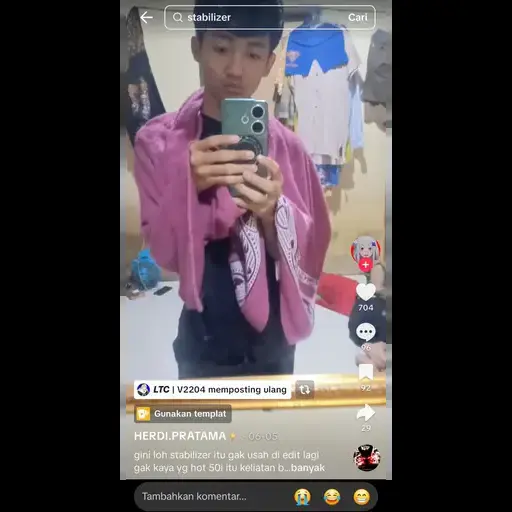 stabilizer
Cari
704
96
92
29
LTC | V2204 memposting ulang
Gunakan templat
HERDI.PRATAMA · 06-05
gini loh stabilizer itu gak usah di edit lagi
gak kaya yg hot 50i itu keliatan b...banyak
Tambahkan komentar...